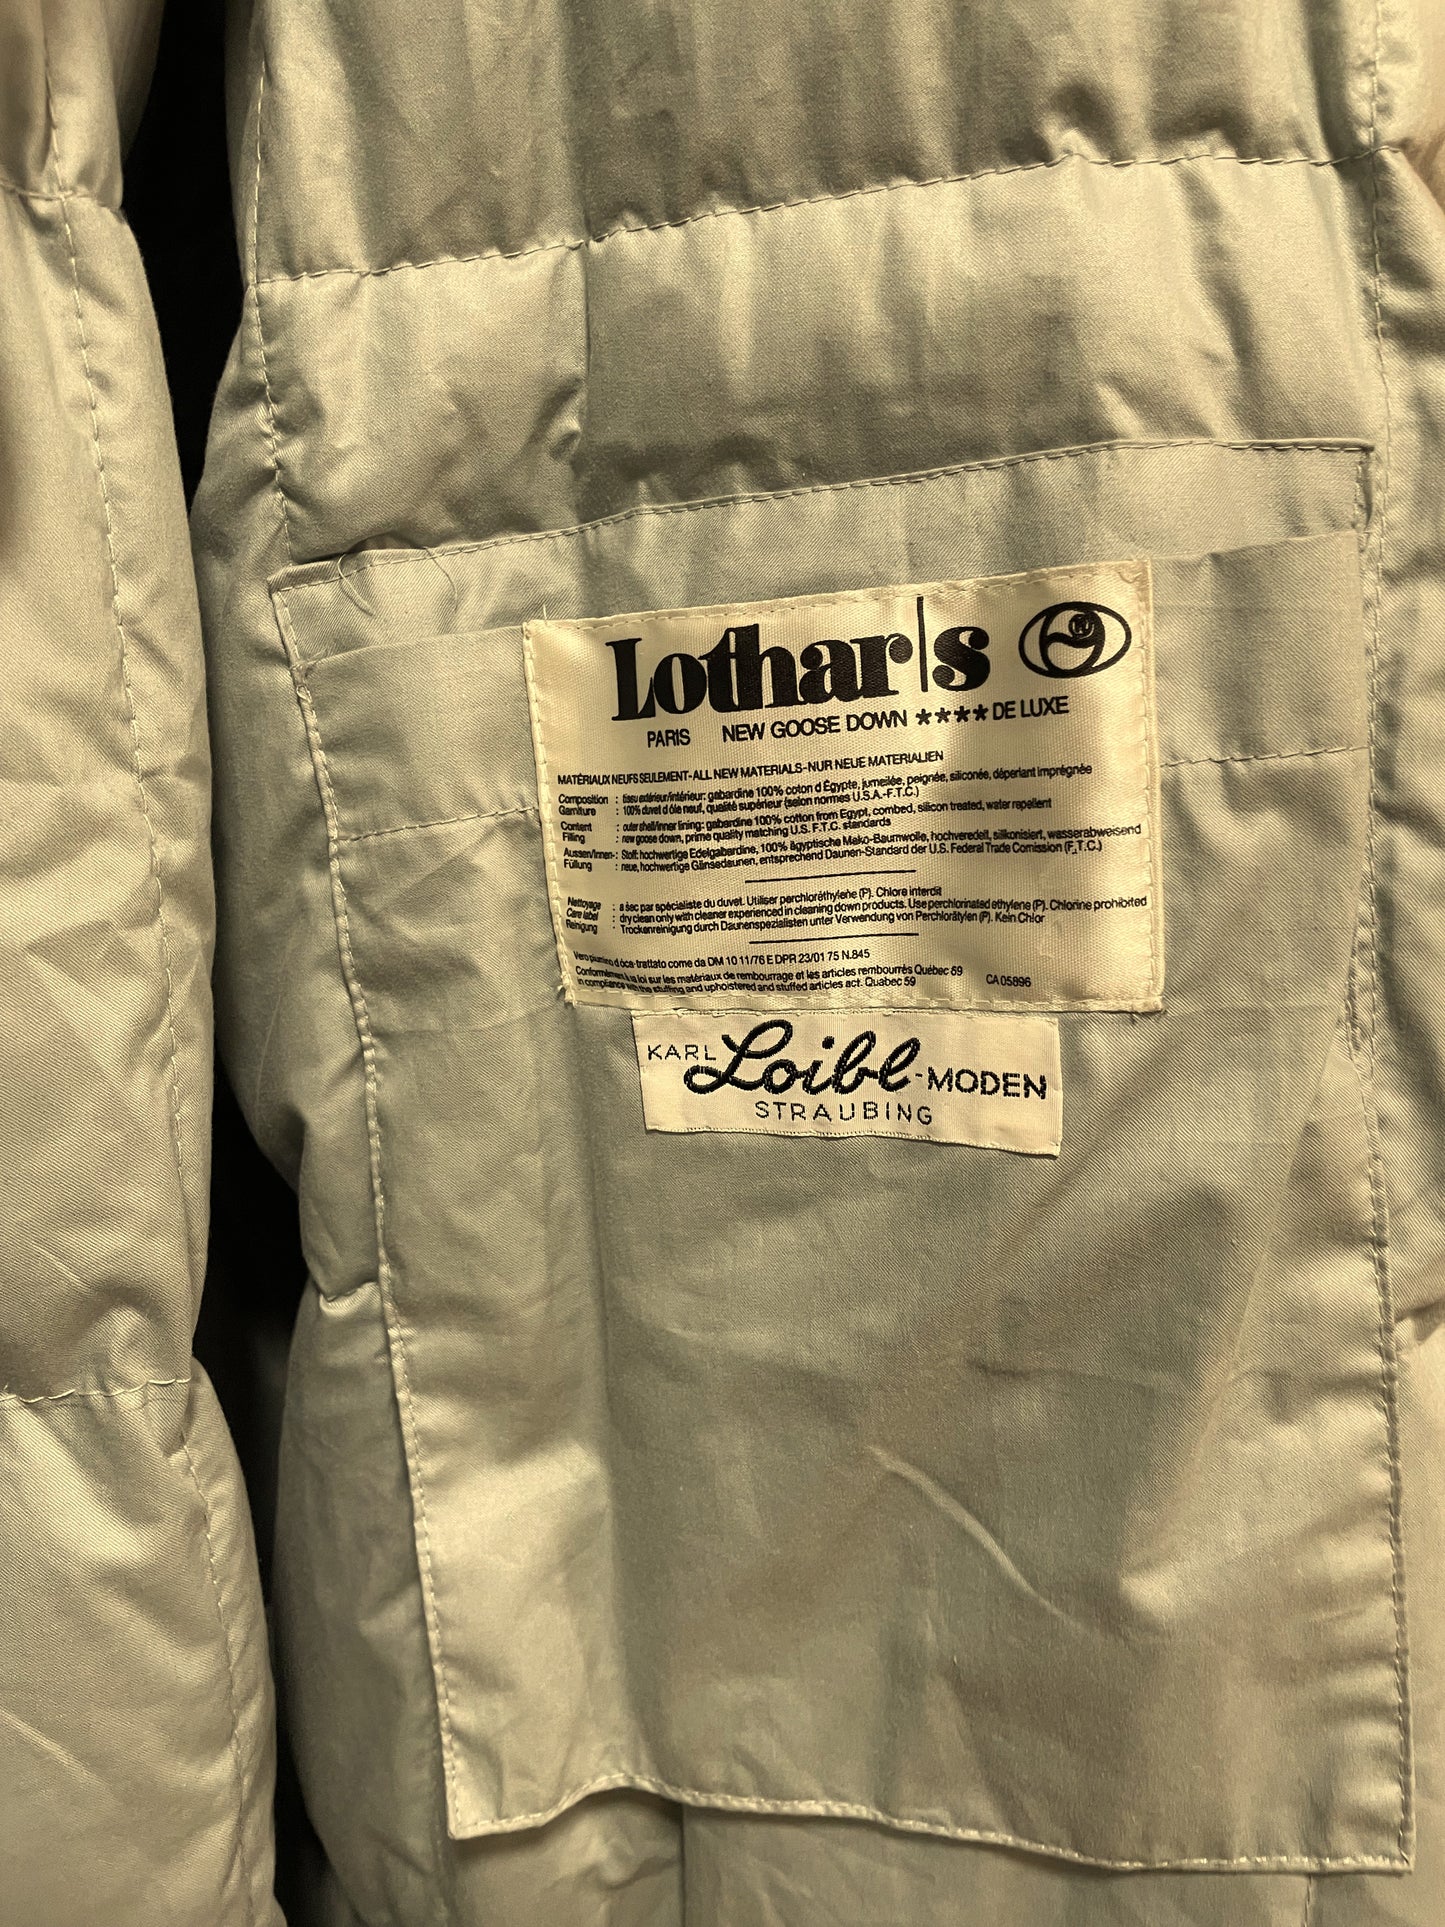 Lothar|s
PARIS NEW GOOSE DOWN ★★★★ DE LUXE
MATÉRIAUX NEUFS SEULEMENT-ALL NEW MATERIALS-NUR NEUE MATERIALIEN
Composition : tissu extérieur/intérieur: gabardine 100% coton d Égypte, jumeilée, peignée, siliconée, déperlant imprégnée
Garniture : 100% duvet d ôle neuf, qualité supérieur (selon normes U.S.A.-F.T.C.)
Content : outer shell/inner lining: gabardine 100% cotton from Egypt, combed, silicon treated, water repellent
Filling : new goose down, prime quality matching U.S. F.T.C. standards
Aussen/Innen-: Stoff: hochwertige Edelgabardine, 100% ägyptische Mako-Baumwolle, hochveredelt, silikonisiert, wasserabweisend
Füllung : neue, hochwertige Gänsedaunen, entsprechend Daunen-Standard der U.S. Federal Trade Comission (F.T.C.)
Nettoyage : a sec par spécialiste du duvet. Utiliser perchloréthylène (P). Chlore interdit
Care label : dry clean only with cleaner experienced in cleaning down products. Use perchlorinated ethylene (P). Chlorine prohibited
Reinigung : Trockenreinigung durch Daunenspezialisten unter Verwendung von Perchlorätylen (P). Kein Chlor
Vero piumino d'oca-trattato come da DM 10 11/76 E DPR 23/01 75 N.845
Conformément à la loi sur les matériaux de rembourrage et les articles rembourrés Québec 59
in compliance with the stuffing and upholstered and stuffed articles act. Quabec 59 CA 05896
KARL Loibl-MODEN
STRAUBING